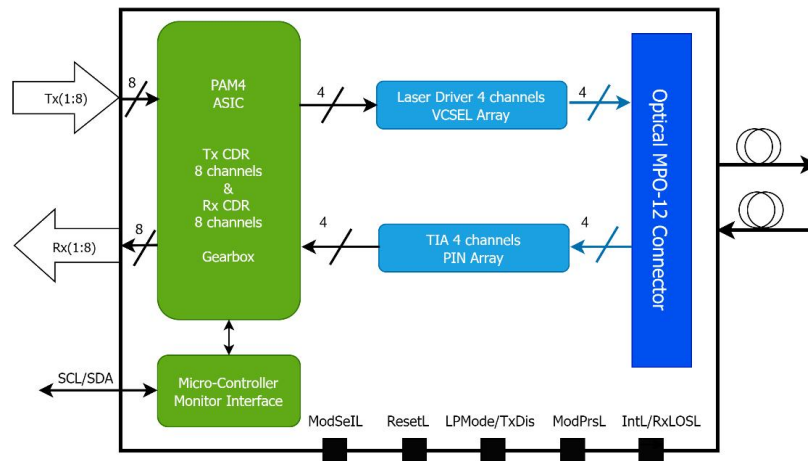 Tx(1:8)
8
PAM4
ASIC
Tx CDR
8 channels
&
Rx CDR
8 channels
Gearbox
4
Laser Driver 4 channels
VCSEL Array
4
Optical MPO-12 Connector
Rx(1:8)
8
4
TIA 4 channels
PIN Array
4
SCL/SDA
Micro-Controller
Monitor Interface
ModSeIL
ResetL
LPMode/TxDis
ModPrsL
IntL/RxLOSL